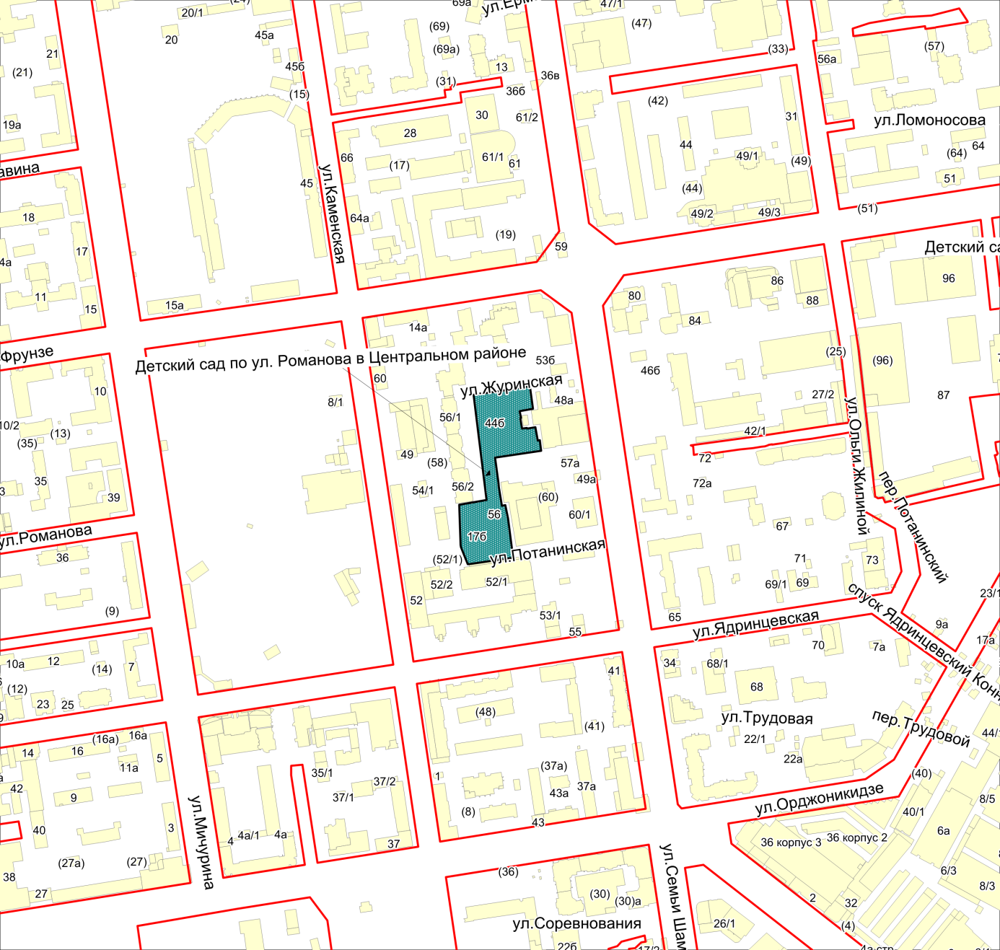 (24)
69а
ул.Ерм
47/1
20/1
20
45а
(69)
(47)
(57)
21
(69а)
(33)
56а
(21)
45б
13
36в
(31)
36б
(15)
(42)
30
61/2
31
ул.Ломоносова
19а
28
44
64
66
61/1
61
49/1
(49)
(64)
авина
(17)
45
51
ул.Каменская
(44)
18
64а
49/2
49/3
(51)
(19)
17
59
Детский са
4а
11
86
96
80
88
15
15а
84
14а
Фрунзе
Детский сад по ул. Романова в Центральном районе
53б
(25)
(96)
60
46б
ул.Журинская
10
8/1
48а
27/2
87
ул.Ольги Жилиной
10/2
(13)
56/1
44б
42/1
(35)
49
(58)
57а
72
35
49а
72а
пер.Потанинский
3
54/1
56/2
39
(60)
56
60/1
67
ул.Романова
17б
36
(52/1)
ул.Потанинская
71
73
52/2
52/1
69/1
69
спуск Ядринцевский
23/1
52
(9)
53/1
65
ул.Ядринцевская
9а
55
17а
70
7а
10а
12
(14)
7
34
68/1
Конн
41
(12)
23
25
68
(48)
ул.Трудовая
пер.Трудовой
(41)
(16а)
16а
22/1
44/1
14
16
5
11а
22а
(37а)
35/1
37/2
1
(40)
42
9
37/1
43а
37а
ул.Орджоникидзе
8/5
ул.Мичурина
(8)
40/1
43
40
3
4а/1
4а
4
37
36 корпус 3
36 корпус 2
6а
(27а)
(27)
ул.Семьи Шам
38
(36)
6/3
27
(30)
(30)а
2
32
8/3
ул.Соревнования
26/1
(4)
22б
17/2
4а стр